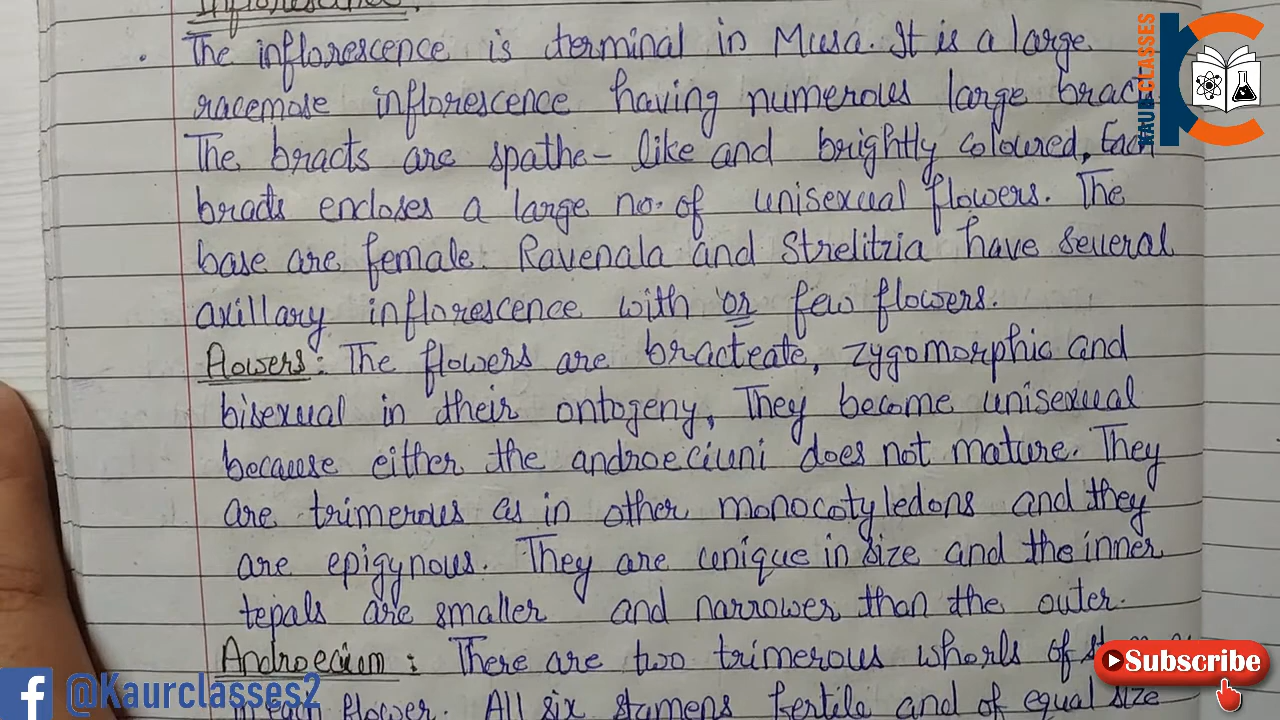 Inflorescence:
. The inflorescence is terminal in Musa. It is a large
racemose inflorescence having numerous large bract
The bracts are spathe- like and brightly coloured, Each
bracts encloses a large no. of unisexual flowers. The
base are female. Ravenala and Strelitzia have several
axillary inflorescence with or few flowers.
Flowers: The flowers are bracteate, zygomorphic and
bisexual in their ontogeny, They become unisexual
because either the androeciuni does not mature. They
are trimerous as in other monocotyledons and they
are epigynous. They are unique in size and the inner
tepals are smaller and narrower than the outer.
Androecium: There are two trimerous whorls of
in each flower. All six stamens fertile and of equal size
KAUR CLASSES
Subscribe
f @Kaurclasses2